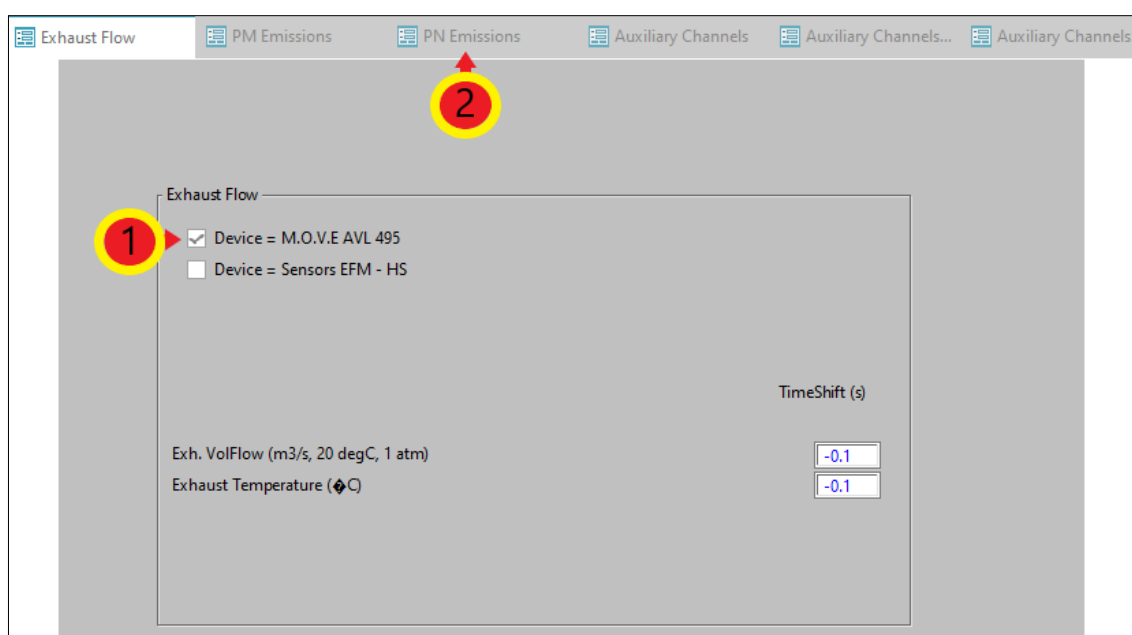 Exhaust Flow PM Emissions PN Emissions Auxiliary Channels Auxiliary Channels... Auxiliary Channels
2
Exhaust Flow
1 Device = M.O.V.E AVL 495
Device = Sensors EFM - HS
TimeShift (s)
Exh. VolFlow (m3/s, 20 degC, 1 atm) -0.1
Exhaust Temperature (�C) -0.1